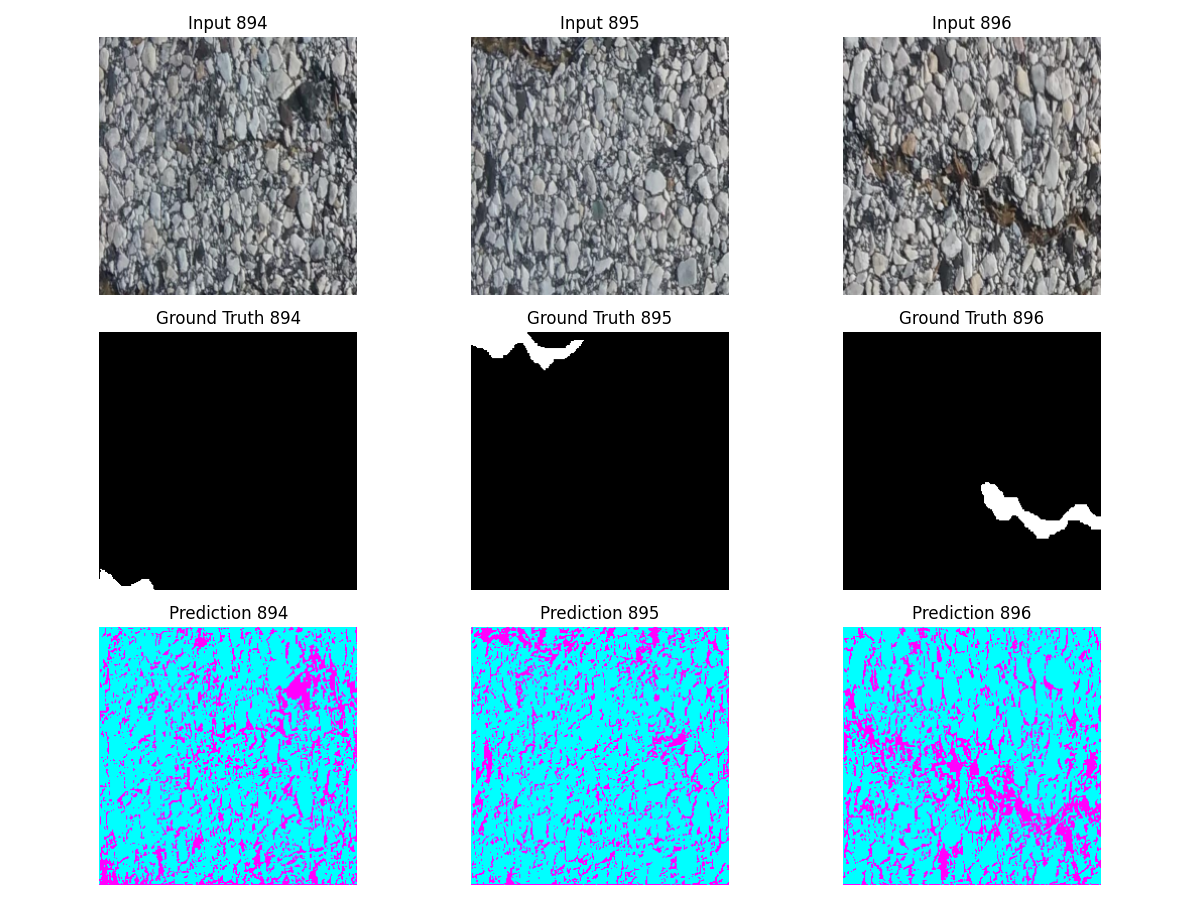 Input 894
Input 895
Input 896
Ground Truth 894
Ground Truth 895
Ground Truth 896
Prediction 894
Prediction 895
Prediction 896